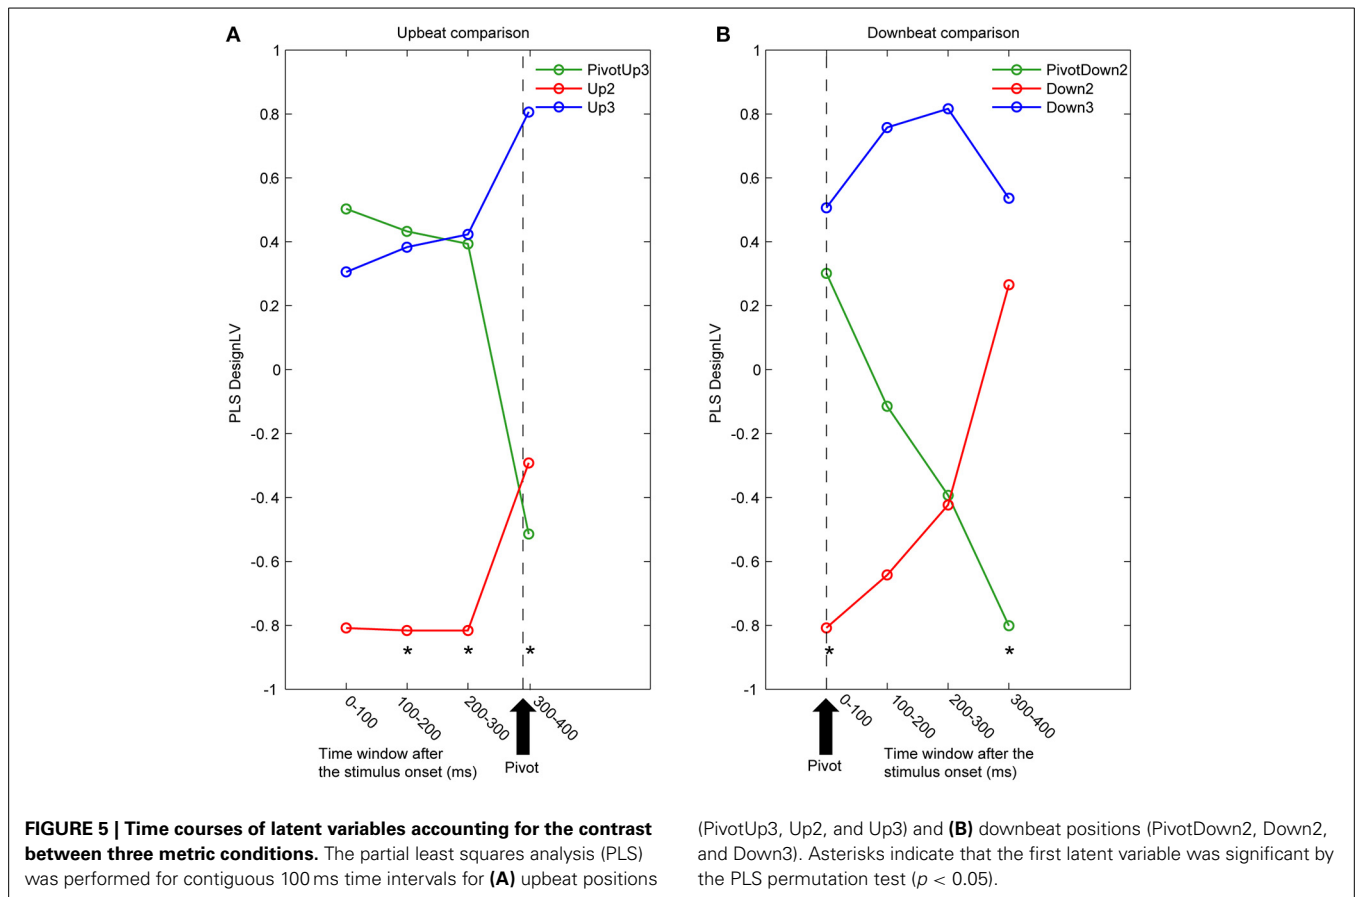 A
Upbeat comparison
PivotUp3
Up2
Up3
1
0.8
0.6
0.4
0.2
0
-0.2
-0.4
-0.6
-0.8
-1
PLS DesignLV
* * *
0-100
100-200
200-300
300-400
Time window after
the stimulus onset (ms)
Pivot
B
Downbeat comparison
PivotDown2
Down2
Down3
1
0.8
0.6
0.4
0.2
0
-0.2
-0.4
-0.6
-0.8
-1
PLS DesignLV
* *
0-100
100-200
200-300
300-400
Pivot
Time window after the
stimulus onset (ms)
FIGURE 5 | Time courses of latent variables accounting for the contrast
between three metric conditions. The partial least squares analysis (PLS)
was performed for contiguous 100 ms time intervals for (A) upbeat positions
(PivotUp3, Up2, and Up3) and (B) downbeat positions (PivotDown2, Down2,
and Down3). Asterisks indicate that the first latent variable was significant by
the PLS permutation test (p < 0.05).